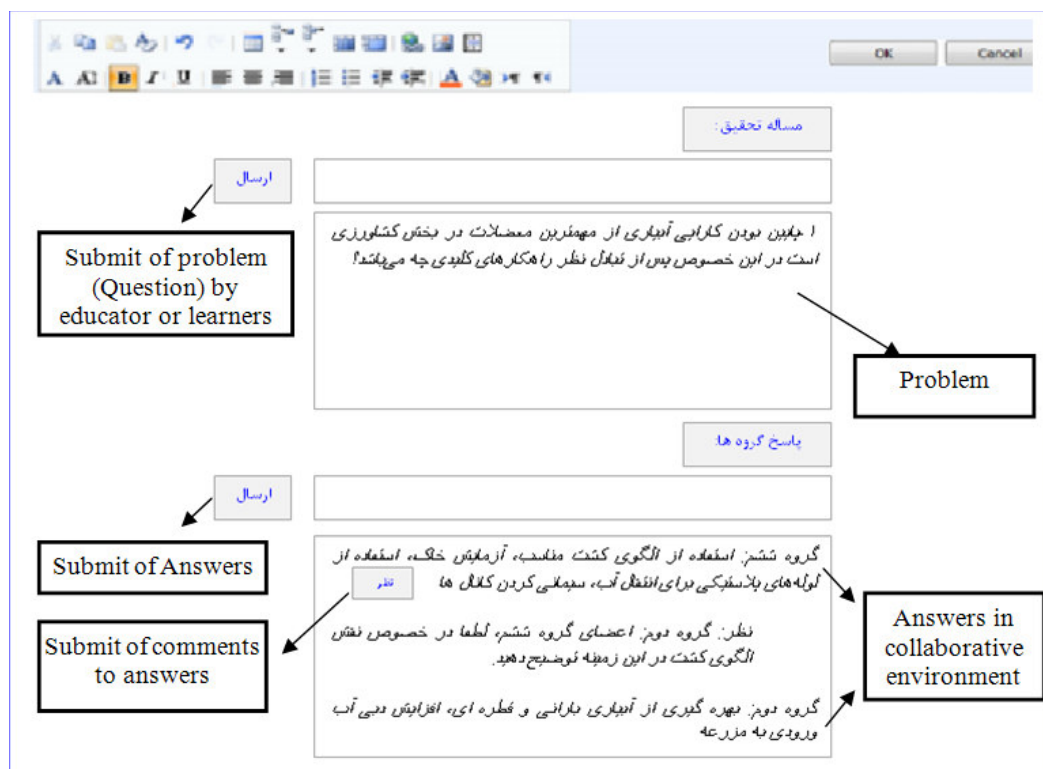 OK
Cancel
مساله تحقیق:
ارسال
Submit of problem
(Question) by
educator or learners
۱ پایین بودن کارایی آبیاری از مهمترین معضلات در بخش کشاورزی
است در این خصوص پس از تبادل نظر راهکارهای کلیدی چه می‌باشد؟
Problem
پاسخ گروه ها:
ارسال
Submit of Answers
گروه ششم: استفاده از الگوی کشت مناسب، آزمایش خاک، استفاده از
لوله‌های پلاستیکی برای انتقال آب، سیمانی کردن کانال ها
نظر
Submit of comments
to answers
نظر: گروه دوم: اعضای گروه ششم، لطفا در خصوص نقش
الگوی کشت در این زمینه توضیح دهید.
Answers in
collaborative
environment
گروه دوم: بهره گیری از آبیاری بارانی و قطره ای، افزایش دبی آب
ورودی به مزرعه